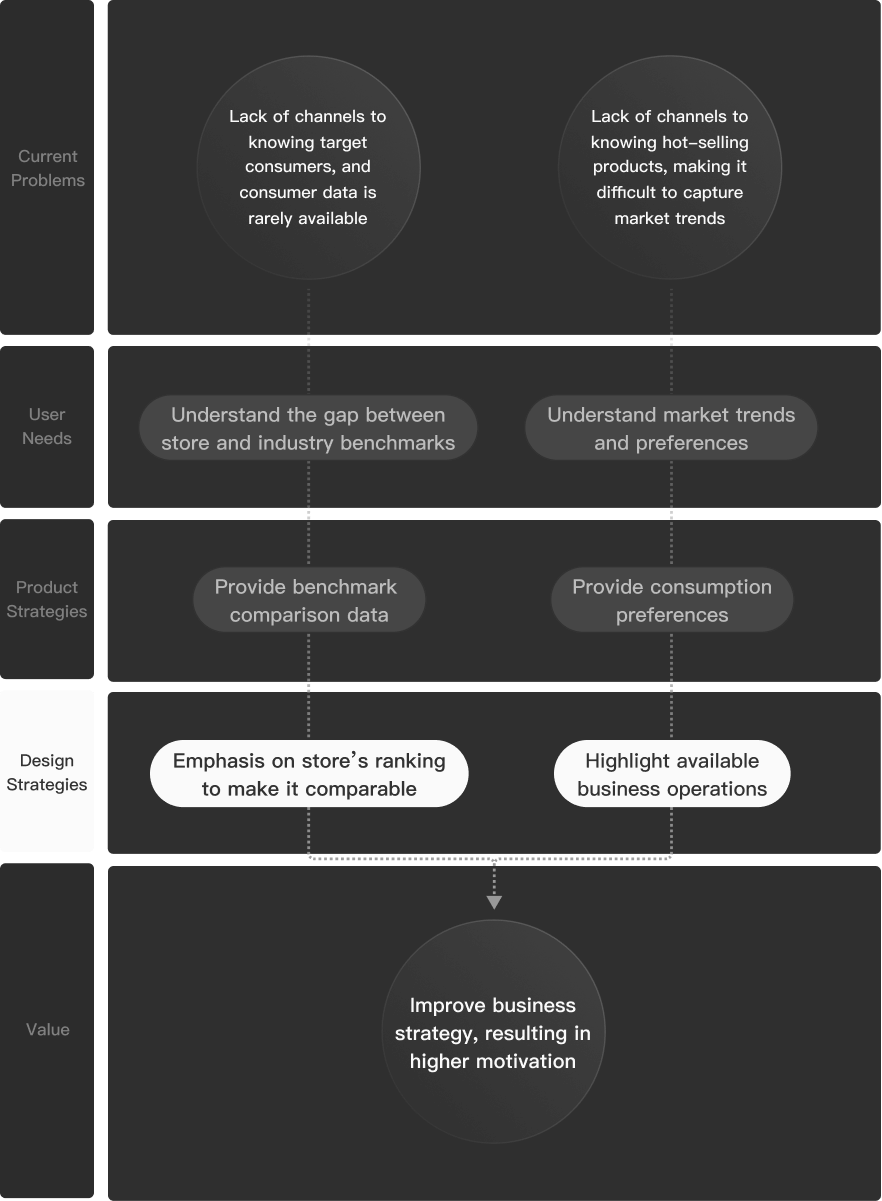 Current
Problems
Lack of channels to
knowing target
consumers, and
consumer data is
rarely available
Lack of channels to
knowing hot-selling
products, making it
difficult to capture
market trends
User
Needs
Understand the gap between
store and industry benchmarks
Understand market trends
and preferences
Product
Strategies
Provide benchmark
comparison data
Provide consumption
preferences
Design
Strategies
Emphasis on store’s ranking
to make it comparable
Highlight available
business operations
Value
Improve business
strategy, resulting in
higher motivation